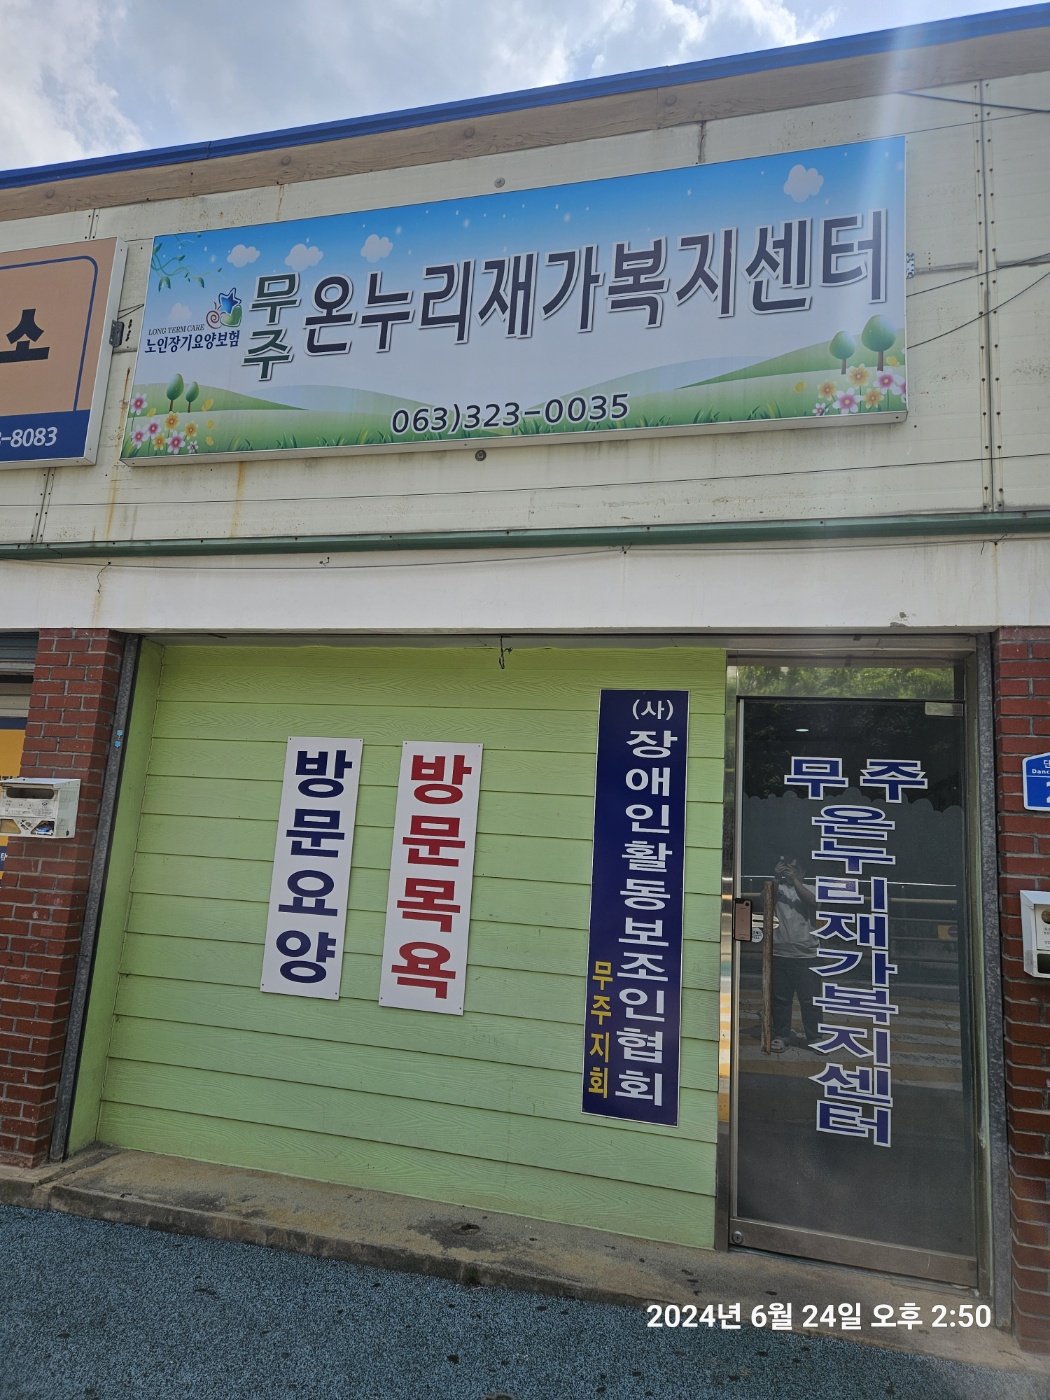 소
-8083
LONG TERM CARE
노인장기요양보험
무주
온누리재가복지센터
063)323-0035
방문요양
방문목욕
(사)장애인활동보조인협회
무주지회
무주
온누리재가복지센터
2024년 6월 24일 오후 2:50